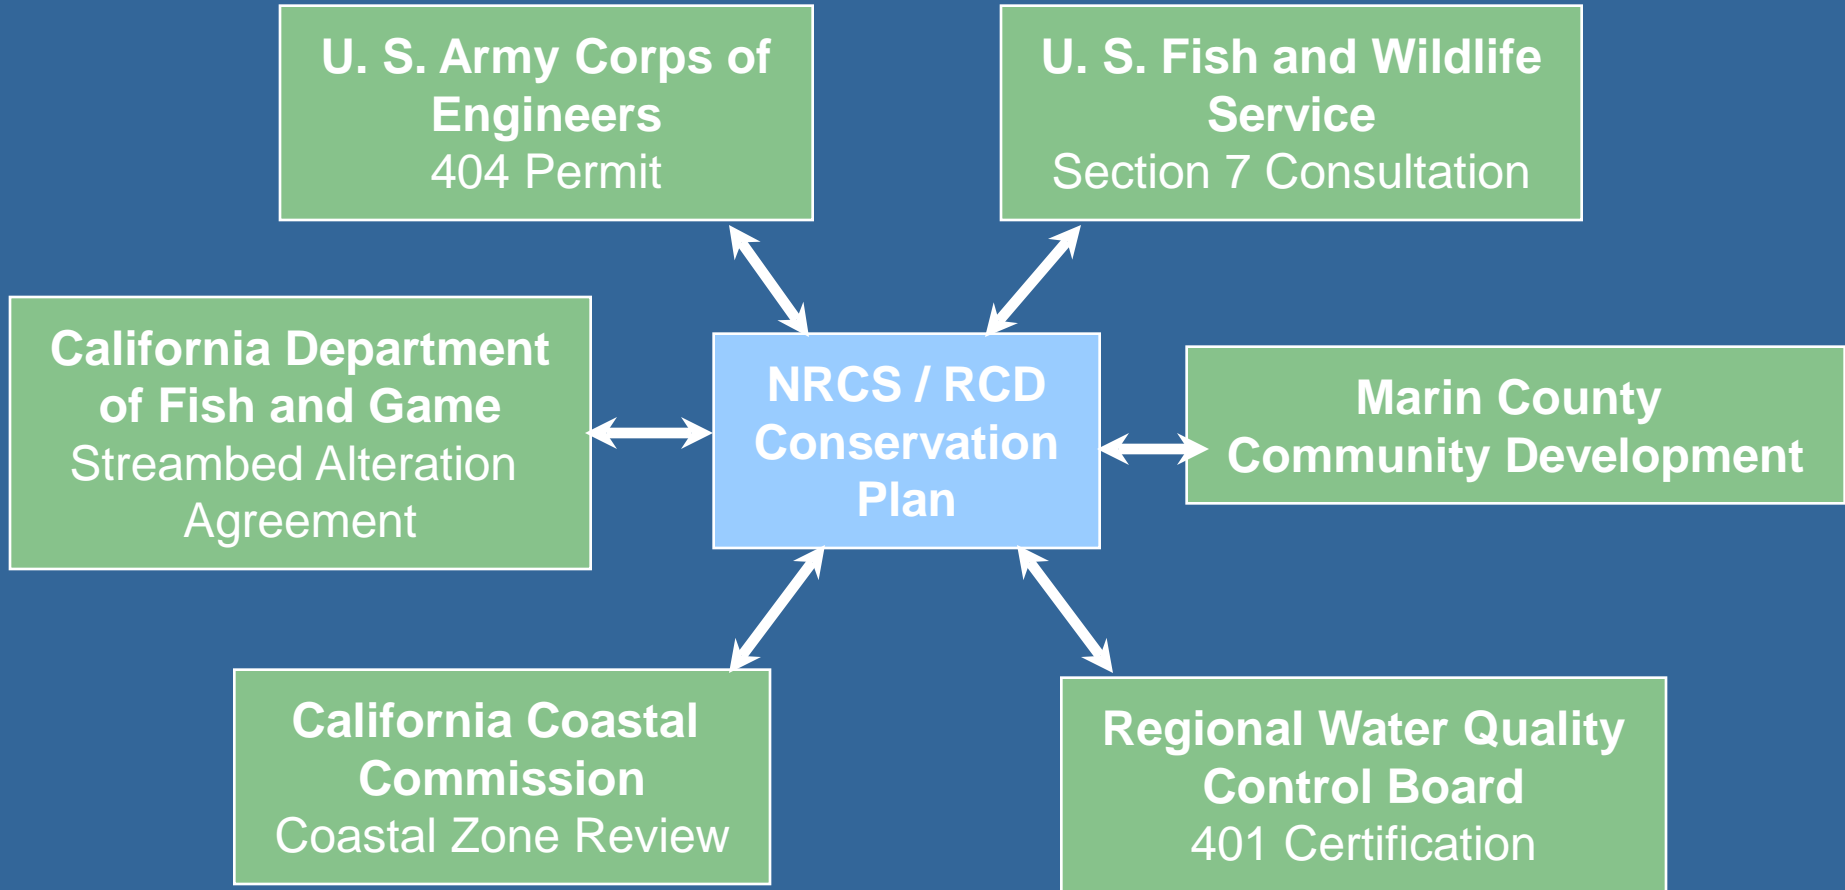 U. S. Army Corps of
Engineers
404 Permit
U. S. Fish and Wildlife
Service
Section 7 Consultation
California Department
of Fish and Game
Streambed Alteration
Agreement
NRCS / RCD
Conservation
Plan
Marin County
Community Development
California Coastal
Commission
Coastal Zone Review
Regional Water Quality
Control Board
401 Certification